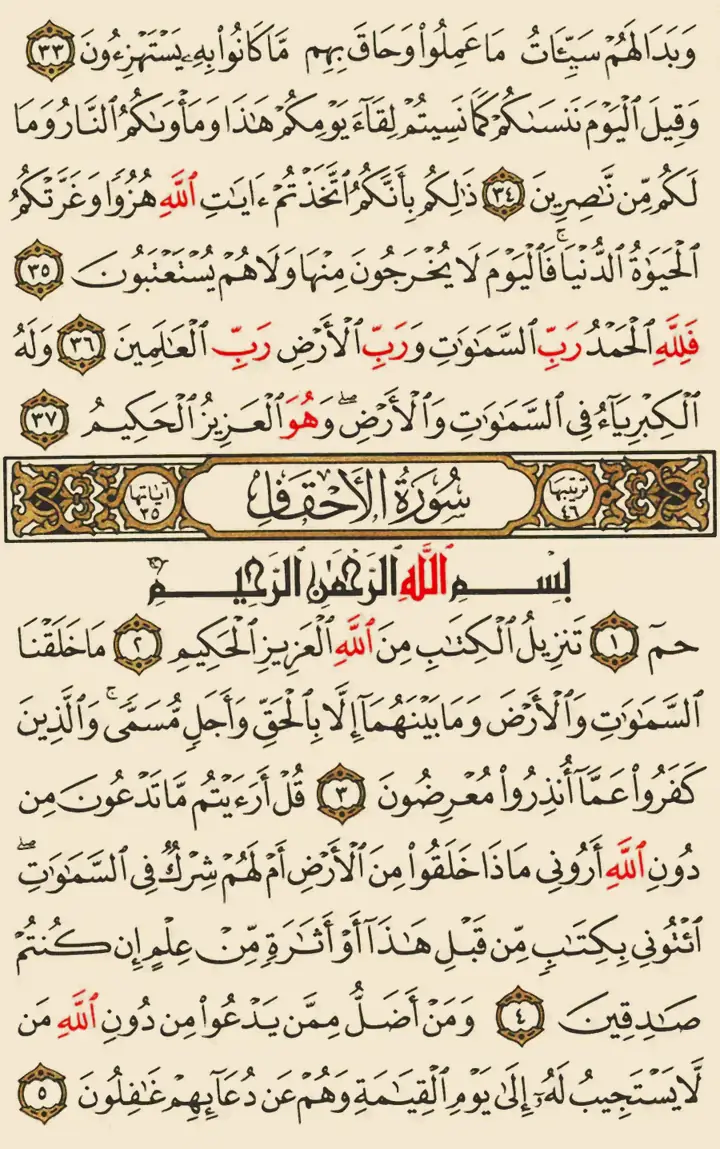 وَبَدَا لَهُمْ سَيِّـَٔاتُ مَا عَمِلُوا۟ وَحَاقَ بِهِم مَّا كَانُوا۟ بِهِۦ يَسْتَهْزِءُونَ ٣٣
وَقِيلَ ٱلْيَوْمَ نَنسَىٰكُمْ كَمَا نَسِيتُمْ لِقَآءَ يَوْمِكُمْ هَٰذَا وَمَأْوَىٰكُمُ ٱلنَّارُ وَمَا
لَكُم مِّن نَّٰصِرِينَ ٣٤ ذَٰلِكُم بِأَنَّكُمُ ٱتَّخَذْتُمْ ءَايَٰتِ ٱللَّهِ هُزُوًا وَغَرَّتْكُمُ
ٱلْحَيَوٰةُ ٱلدُّنْيَا ۚ فَٱلْيَوْمَ لَا يُخْرَجُونَ مِنْهَا وَلَا هُمْ يُسْتَعْتَبُونَ ٣٥
فَلِلَّهِ ٱلْحَمْدُ رَبِّ ٱلسَّمَٰوَٰتِ وَرَبِّ ٱلْأَرْضِ رَبِّ ٱلْعَٰلَمِينَ ٣٦ وَلَهُ
ٱلْكِبْرِيَآءُ فِى ٱلسَّمَٰوَٰتِ وَٱلْأَرْضِ ۖ وَهُوَ ٱلْعَزِيزُ ٱلْحَكِيمُ ٣٧
ترتيبها ٤٦ سُورَةُ الأَحْقَافِ آياتها ٣٥
بِسْمِ ٱللَّهِ ٱلرَّحْمَٰنِ ٱلرَّحِيمِ
حمٓ ١ تَنزِيلُ ٱلْكِتَٰبِ مِنَ ٱللَّهِ ٱلْعَزِيزِ ٱلْحَكِيمِ ٢ مَا خَلَقْنَا
ٱلسَّمَٰوَٰتِ وَٱلْأَرْضَ وَمَا بَيْنَهُمَآ إِلَّا بِٱلْحَقِّ وَأَجَلٍ مُّسَمًّى ۚ وَٱلَّذِينَ
كَفَرُوا۟ عَمَّآ أُنذِرُوا۟ مُعْرِضُونَ ٣ قُلْ أَرَءَيْتُم مَّا تَدْعُونَ مِن
دُونِ ٱللَّهِ أَرُونِى مَاذَا خَلَقُوا۟ مِنَ ٱلْأَرْضِ أَمْ لَهُمْ شِرْكٌ فِى ٱلسَّمَٰوَٰتِ ۖ
ٱئْتُونِى بِكِتَٰبٍ مِّن قَبْلِ هَٰذَآ أَوْ أَثَٰرَةٍ مِّنْ عِلْمٍ إِن كُنتُمْ
صَٰدِقِينَ ٤ وَمَنْ أَضَلُّ مِمَّن يَدْعُوا۟ مِن دُونِ ٱللَّهِ مَن
لَّا يَسْتَجِيبُ لَهُۥٓ إِلَىٰ يَوْمِ ٱلْقِيَٰمَةِ وَهُمْ عَن دُعَآئِهِمْ غَٰفِلُونَ ٥